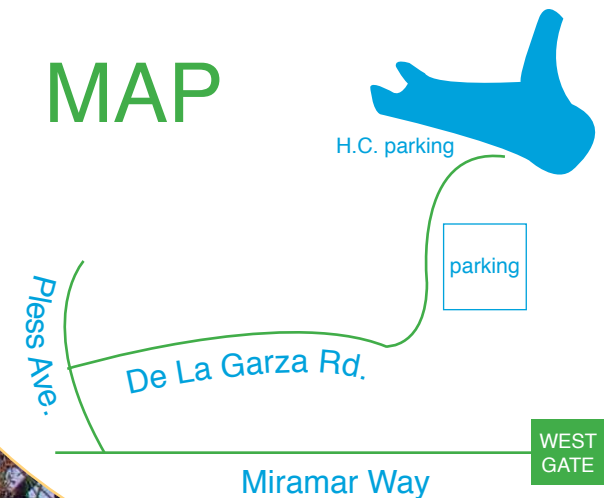 MAP
H.C. parking
parking
Pless Ave.
De La Garza Rd.
WEST
GATE
Miramar Way